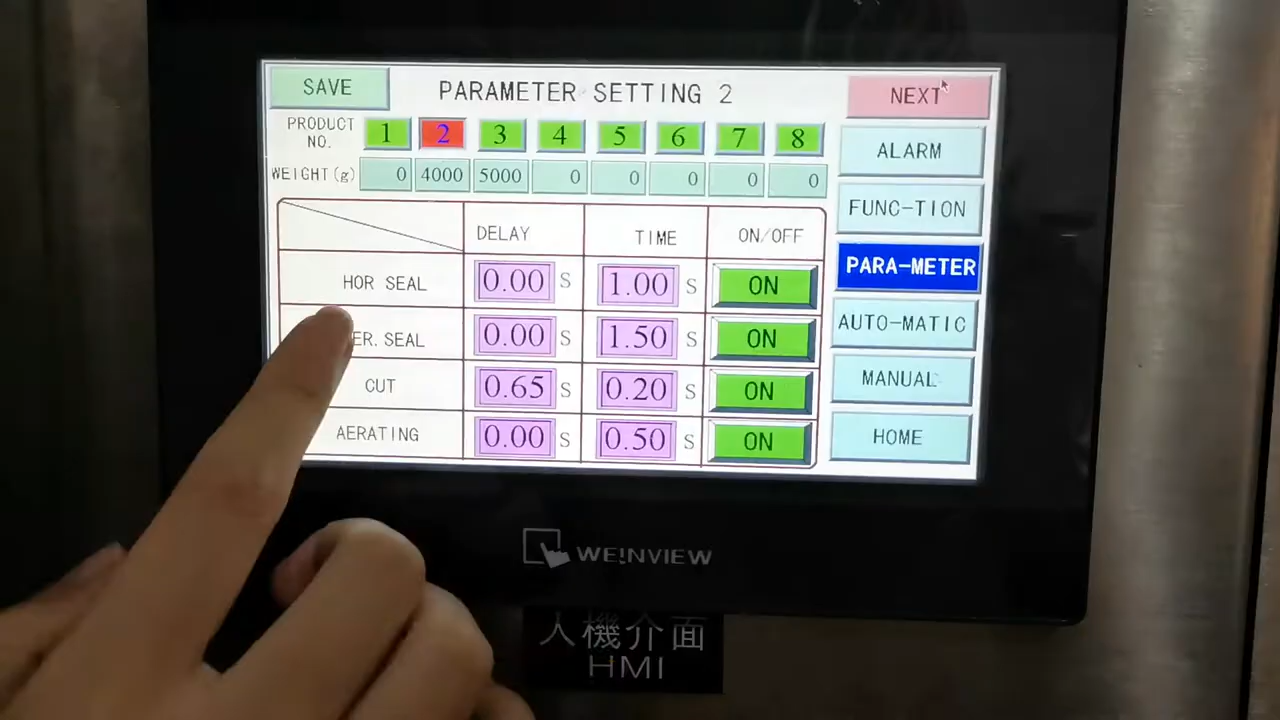 SAVE
PARAMETER SETTING 2
NEXT
PRODUCT NO. 1 2 3 4 5 6 7 8
WEIGHT(g) 0 4000 5000 0 0 0 0 0
DELAY TIME ON/OFF
HOR SEAL 0.00 S 1.00 S ON
ER. SEAL 0.00 S 1.50 S ON
CUT 0.65 S 0.20 S ON
AERATING 0.00 S 0.50 S ON
ALARM
FUNC-TION
PARA-METER
AUTO-MATIC
MANUAL
HOME
WE!NVIEW
人機介面
HMI